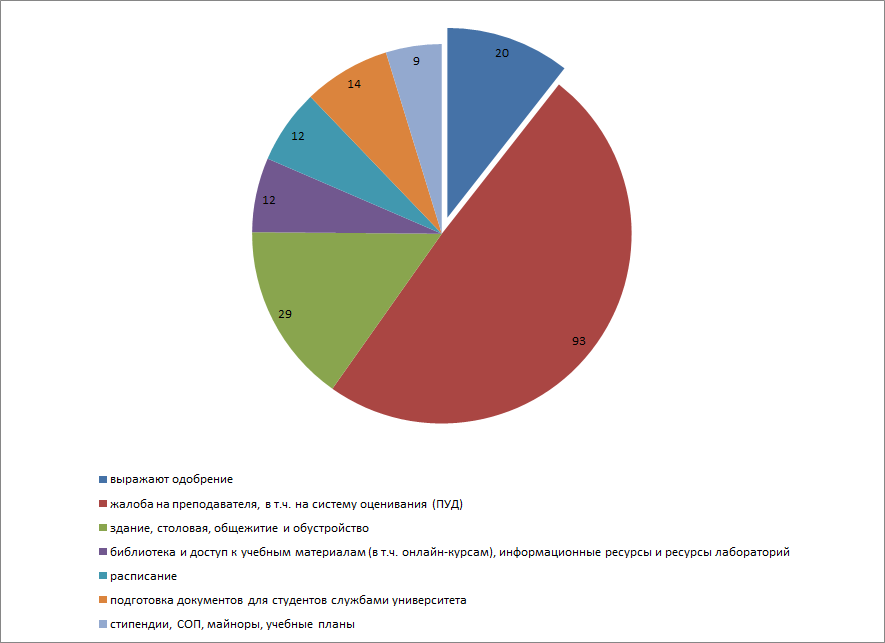 9
20
14
12
12
29
93
выражают одобрение
жалоба на преподавателя, в т.ч. на систему оценивания (ПУД)
здание, столовая, общежитие и обустройство
библиотека и доступ к учебным материалам (в т.ч. онлайн-курсам), информационные ресурсы и ресурсы лабораторий
расписание
подготовка документов для студентов службами университета
стипендии, СОП, майноры, учебные планы